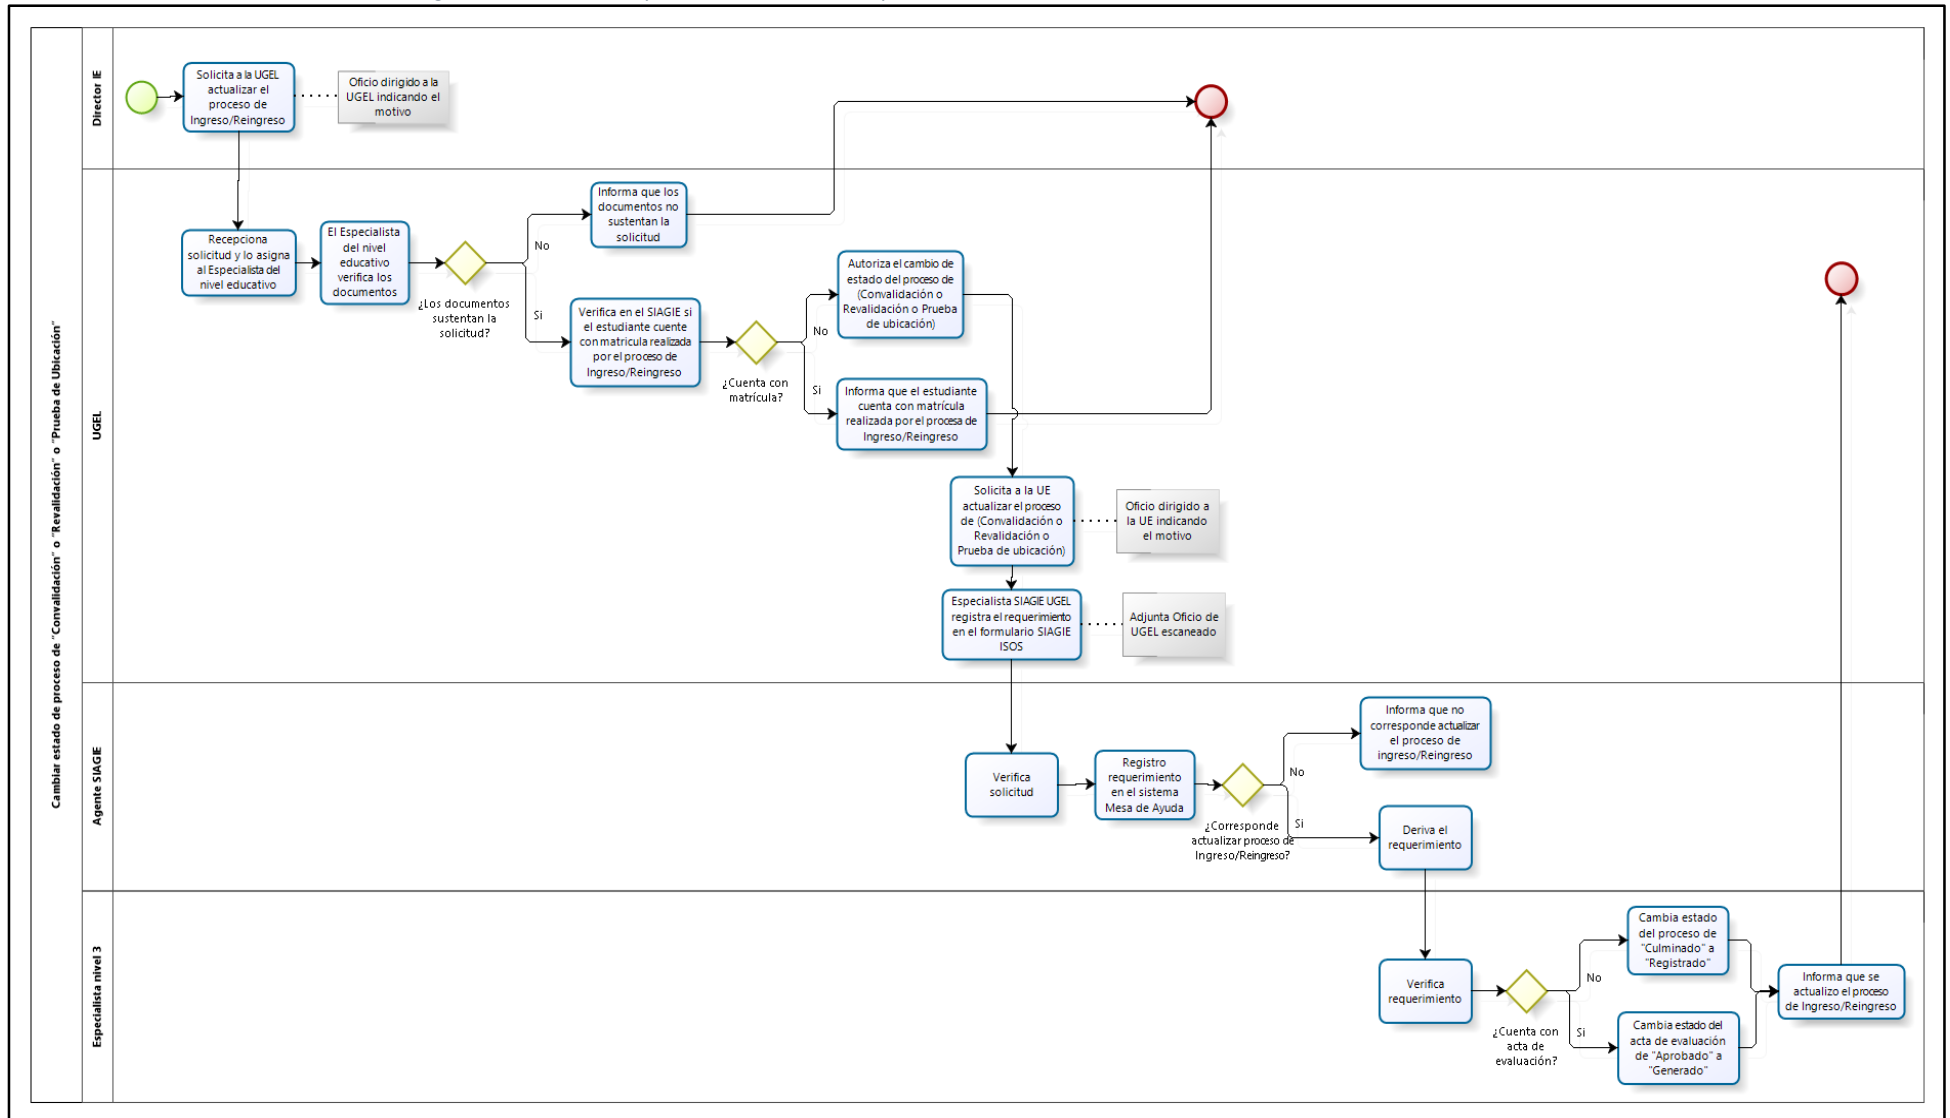 Cambiar estado de proceso de "Convalidación" o "Revalidación" o "Prueba de Ubicación"
Director IE
Solicita a la UGEL
actualizar el
proceso de
Ingreso/Reingreso
Oficio dirigido a la
UGEL indicando el
motivo
UGEL
Recepciona
solicitud y lo asigna
al Especialista del
nivel educativo
El Especialista
del nivel
educativo
verifica los
documentos
¿Los documentos
sustentan la
solicitud?
No
Informa que los
documentos no
sustentan la
solicitud
Si
Verifica en el SIAGIE si
el estudiante cuente
con matricula realizada
por el proceso de
Ingreso/Reingreso
¿Cuenta con
matrícula?
No
Autoriza el cambio de
estado del proceso de
(Convalidación o
Revalidación o Prueba
de ubicación)
Si
Informa que el estudiante
cuenta con matrícula
realizada por el procesa de
Ingreso/Reingreso
Solicita a la UE
actualizar el proceso
de (Convalidación o
Revalidación o
Prueba de ubicación)
Oficio dirigido a
la UE indicando
el motivo
Especialista SIAGIE UGEL
registra el requerimiento
en el formulario SIAGIE
ISOS
Adjunta Oficio de
UGEL escaneado
Agente SIAGIE
Verifica
solicitud
Registro
requerimiento
en el sistema
Mesa de Ayuda
¿Corresponde
actualizar proceso de
Ingreso/Reingreso?
No
Informa que no
corresponde actualizar
el proceso de
ingreso/Reingreso
Si
Deriva el
requerimiento
Especialista nivel 3
Verifica
requerimiento
¿Cuenta con
acta de
evaluación?
No
Cambia estado
del proceso de
"Culminado" a
"Registrado"
Si
Cambia estado del
acta de evaluación
de "Aprobado" a
"Generado"
Informa que se
actualizo el proceso
de Ingreso/Reingreso